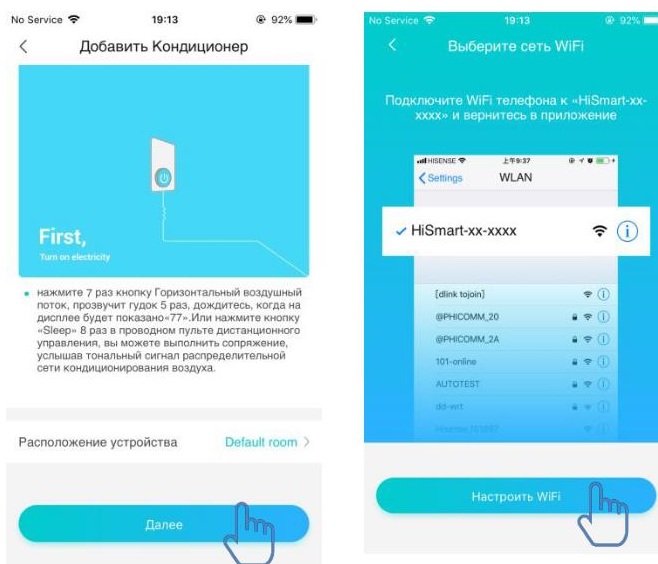 No Service 19:13 92%
Добавить Кондиционер
First,
Turn on electricity
нажмите 7 раз кнопку Горизонтальный воздушный
поток, прозвучит гудок 5 раз, дождитесь, когда на
дисплее будет показано«77».Или нажмите кнопку
«Sleep» 8 раз в проводном пульте дистанционного
управления, вы можете выполнить сопряжение,
услышав тональный сигнал распределительной
сети кондиционирования воздуха.
Расположение устройства Default room
Далее
No Service 19:13 92%
Выберите сеть WiFi
Подключите WiFi телефона к «HiSmart-xx-
xxxx» и вернитесь в приложение
HISENSE 上午9:37
Settings WLAN
HiSmart-xx-xxxx
[dlink tojoin]
@PHICOMM_20
@PHICOMM_2A
101-online
AUTOTEST
dd-wrt
Настроить WiFi